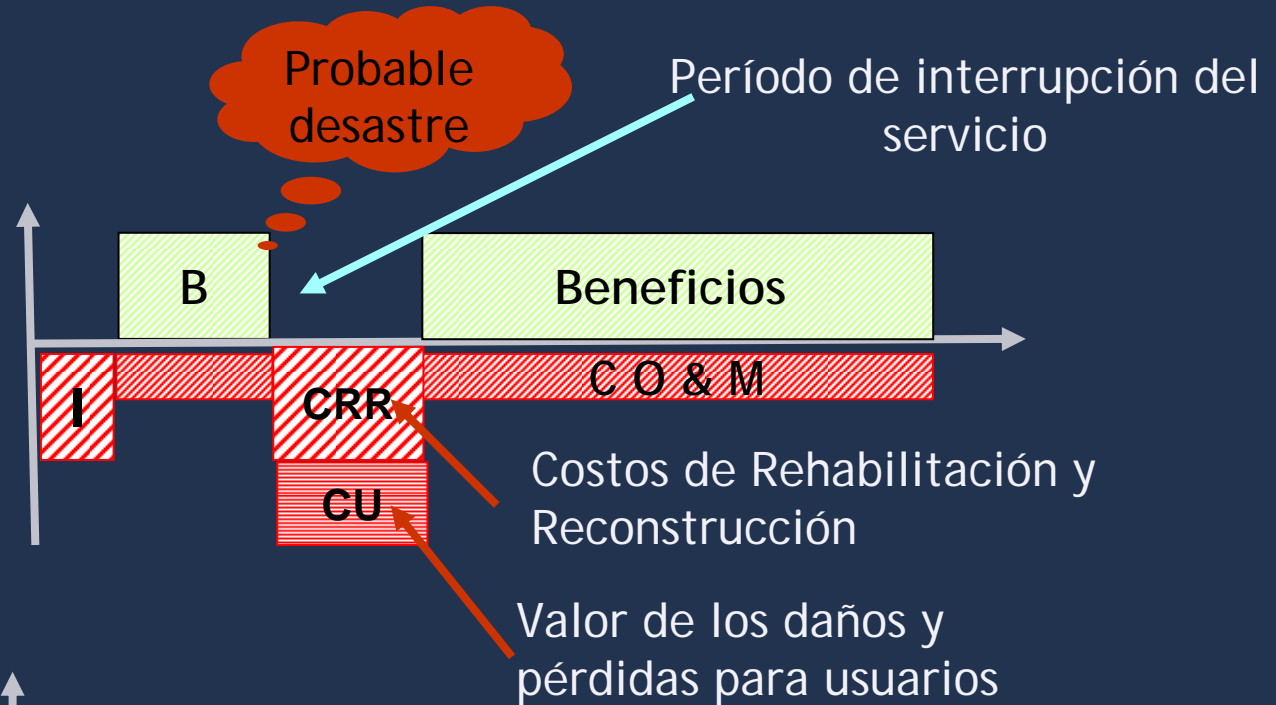 Probable
desastre
Período de interrupción del
servicio
B
Beneficios
I
CRR
C O & M
CU
Costos de Rehabilitación y
Reconstrucción
Valor de los daños y
pérdidas para usuarios